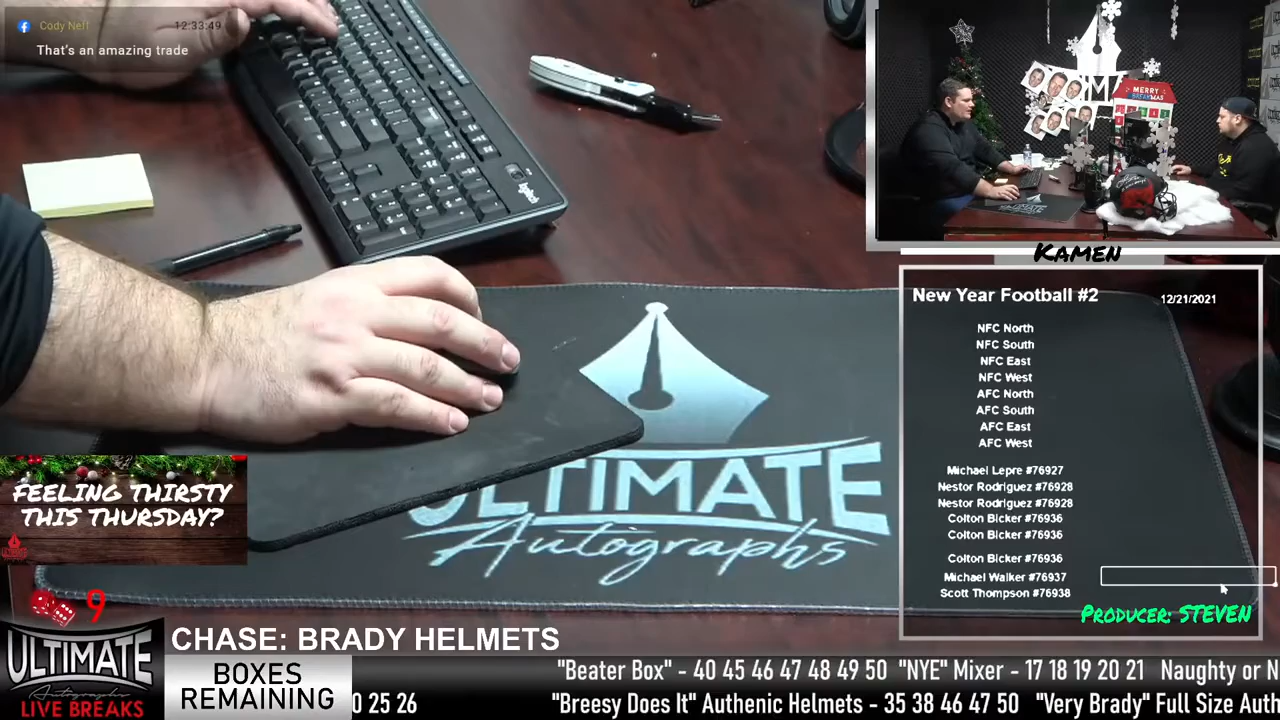 Cody Neff 12:33:49
That's an amazing trade
logitech
MERRY
BREAKMAS
KAMEN
New Year Football #2 12/21/2021
NFC North
NFC South
NFC East
NFC West
AFC North
AFC South
AFC East
AFC West
Michael Lepre #76927
Nestor Rodriguez #76928
Nestor Rodriguez #76928
Colton Bicker #76936
Colton Bicker #76936
Colton Bicker #76936
Michael Walker #76937
Scott Thompson #76938
PRODUCER: STEVEN
ULTIMATE
Autographs
FEELING THIRSTY
THIS THURSDAY?
9
ULTIMATE
Autographs
LIVE BREAKS
CHASE: BRADY HELMETS
BOXES
REMAINING
"Beater Box" - 40 45 46 47 48 49 50 "NYE" Mixer - 17 18 19 20 21 Naughty or N
0 25 26 "Breesy Does It" Authenic Helmets - 35 38 46 47 50 "Very Brady" Full Size Auth